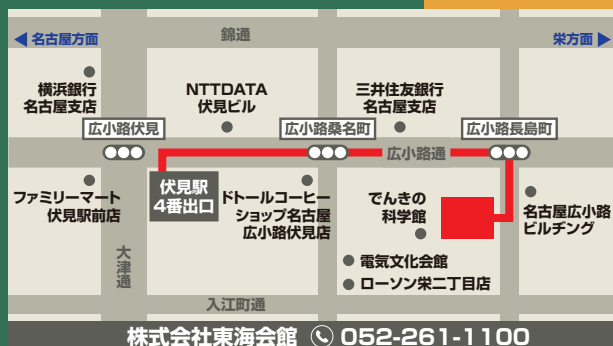 名古屋方面
錦通
栄方面
横浜銀行
名古屋支店
NTTDATA
伏見ビル
三井住友銀行
名古屋支店
広小路伏見
広小路桑名町
広小路長島町
広小路通
ファミリーマート
伏見駅前店
伏見駅
4番出口
ドトールコーヒー
ショップ名古屋
広小路伏見店
でんきの
科学館
名古屋広小路
ビルヂング
大津通
電気文化会館
ローソン栄二丁目店
入江町通
株式会社東海会館 052-261-1100